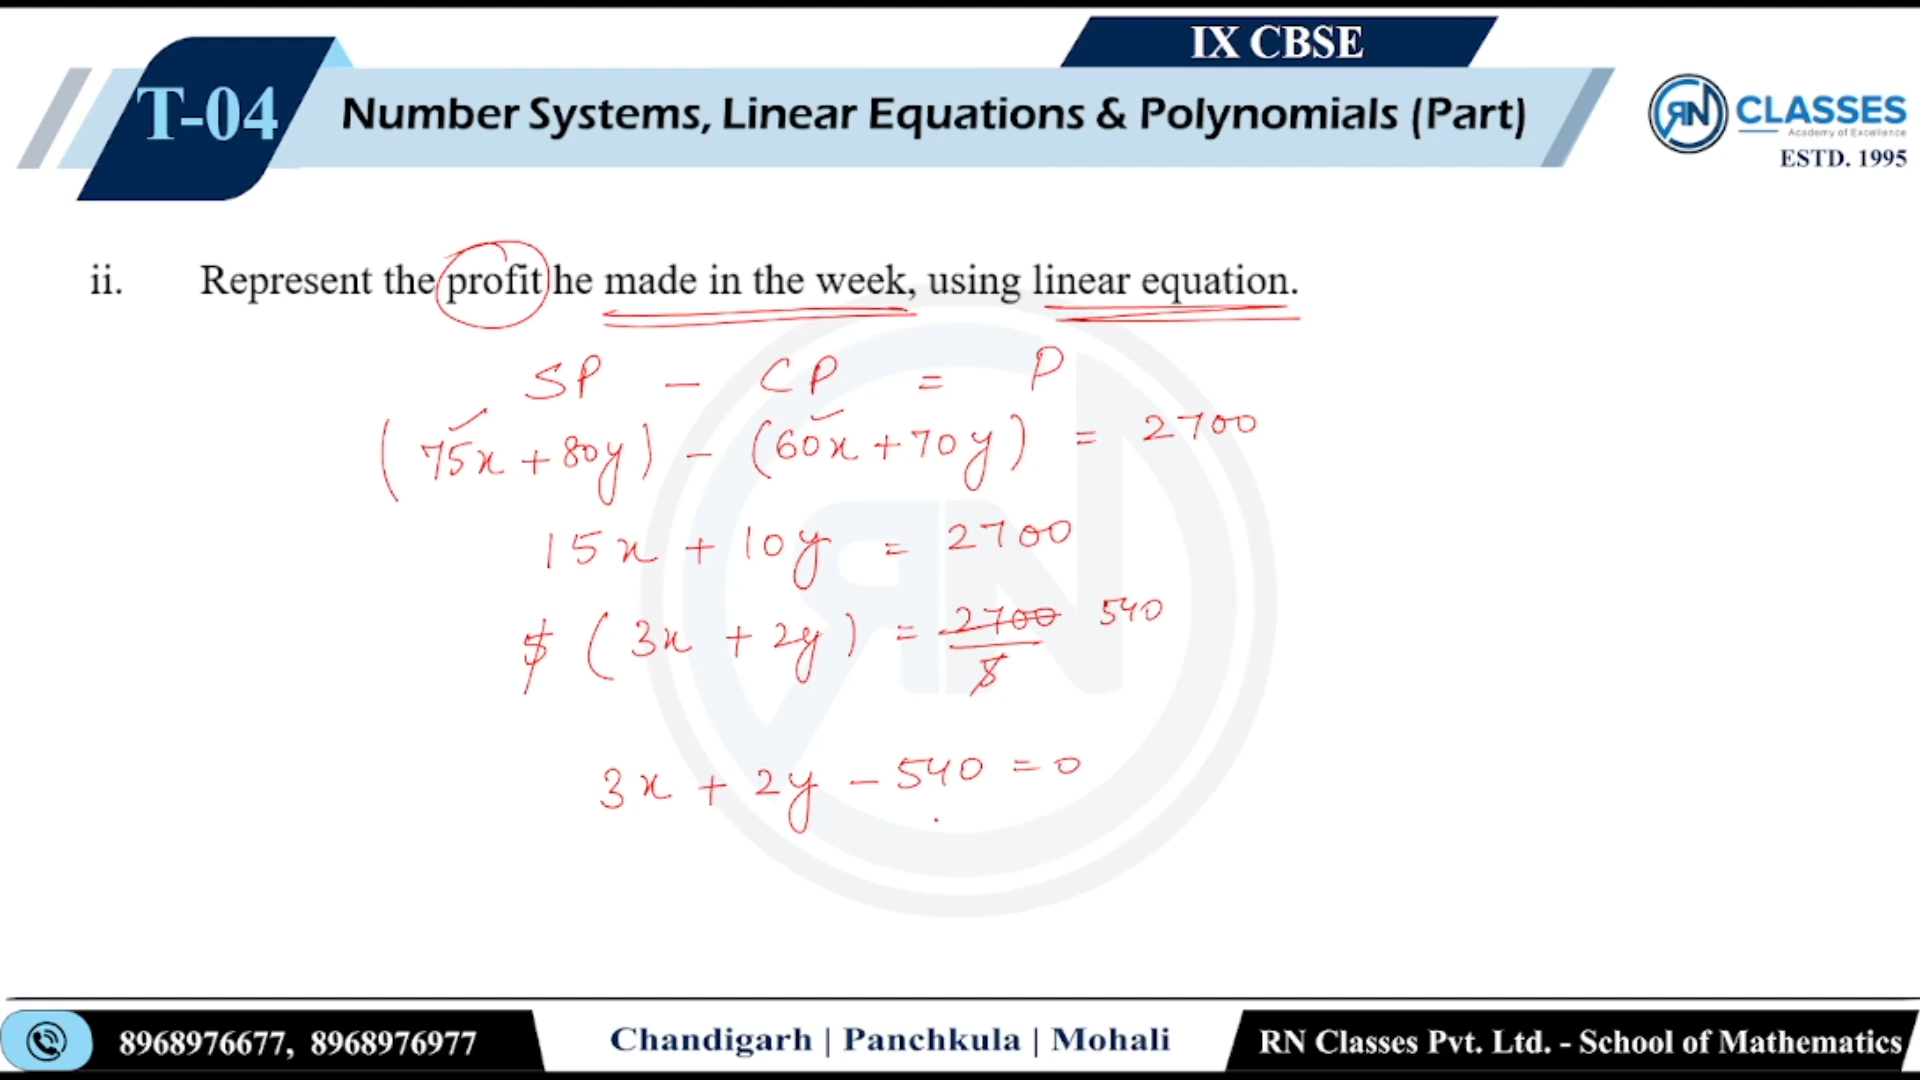 IX CBSE
T-04
Number Systems, Linear Equations & Polynomials (Part)
RN CLASSES
Academy of Excellence
ESTD. 1995
ii. Represent the profit he made in the week, using linear equation.
SP - CP = P
(75x + 80y) - (60x + 70y) = 2700
15x + 10y = 2700
5 (3x + 2y) = 2700/5 540
3x + 2y - 540 = 0
RN
8968976677, 8968976977
Chandigarh | Panchkula | Mohali
RN Classes Pvt. Ltd. - School of Mathematics